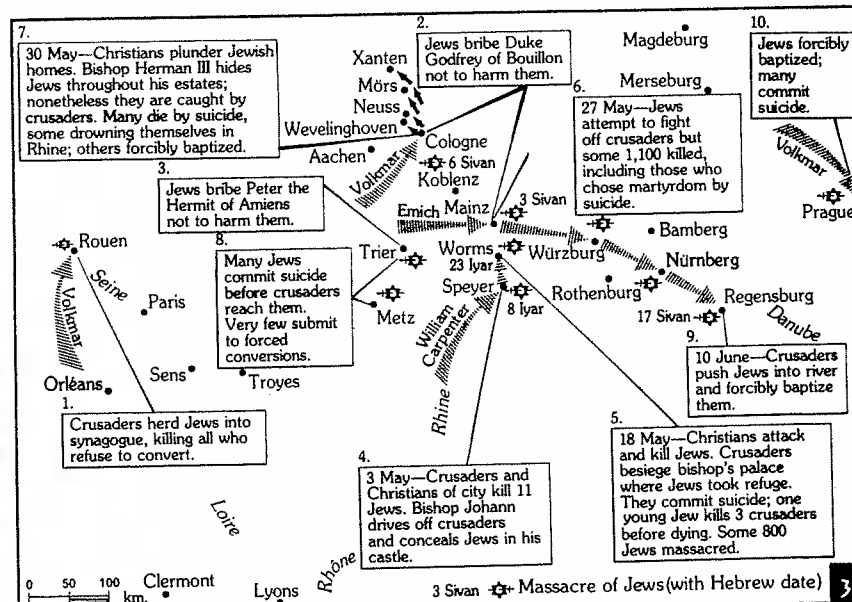 7.
30 May—Christians plunder Jewish
homes. Bishop Herman III hides
Jews throughout his estates;
nonetheless they are caught by
crusaders. Many die by suicide,
some drowning themselves in
Rhine; others forcibly baptized.
2.
Jews bribe Duke
Godfrey of Bouillon
not to harm them.
10.
Jews forcibly
baptized;
many
commit
suicide.
Magdeburg
Merseburg
6.
27 May—Jews
attempt to fight
off crusaders but
some 1,100 killed,
including those who
chose martyrdom by
suicide.
Xanten
Mörs
Neuss
Wevelinghoven
Cologne
Aachen
6 Sivan
Koblenz
Volkmar
Volkmar
Prague
3.
Jews bribe Peter the
Hermit of Amiens
not to harm them.
Emich
Mainz
3 Sivan
Würzburg
Bamberg
Nürnberg
Rothenburg
Regensburg
17 Sivan
Danube
Trier
Worms
23 Iyar
Speyer
8 Iyar
Metz
William
Carpenter
Rhine
8.
Many Jews
commit suicide
before crusaders
reach them.
Very few submit
to forced
conversions.
Rouen
Seine
Paris
Volkmar
Orléans
Sens
Troyes
1.
Crusaders herd Jews into
synagogue, killing all who
refuse to convert.
9.
10 June—Crusaders
push Jews into river
and forcibly baptize
them.
4.
3 May—Crusaders and
Christians of city kill 11
Jews. Bishop Johann
drives off crusaders
and conceals Jews in his
castle.
5.
18 May—Christians attack
and kill Jews. Crusaders
besiege bishop's palace
where Jews took refuge.
They commit suicide; one
young Jew kills 3 crusaders
before dying. Some 800
Jews massacred.
Loire
Rhône
Clermont
Lyons
0 50 100
km.
3 Sivan Massacre of Jews (with Hebrew date)
3